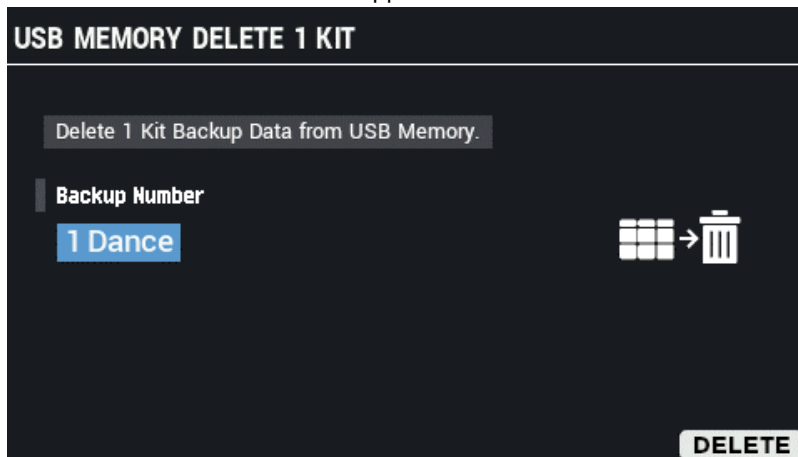 USB MEMORY DELETE 1 KIT
Delete 1 Kit Backup Data from USB Memory.
Backup Number
1 Dance
DELETE